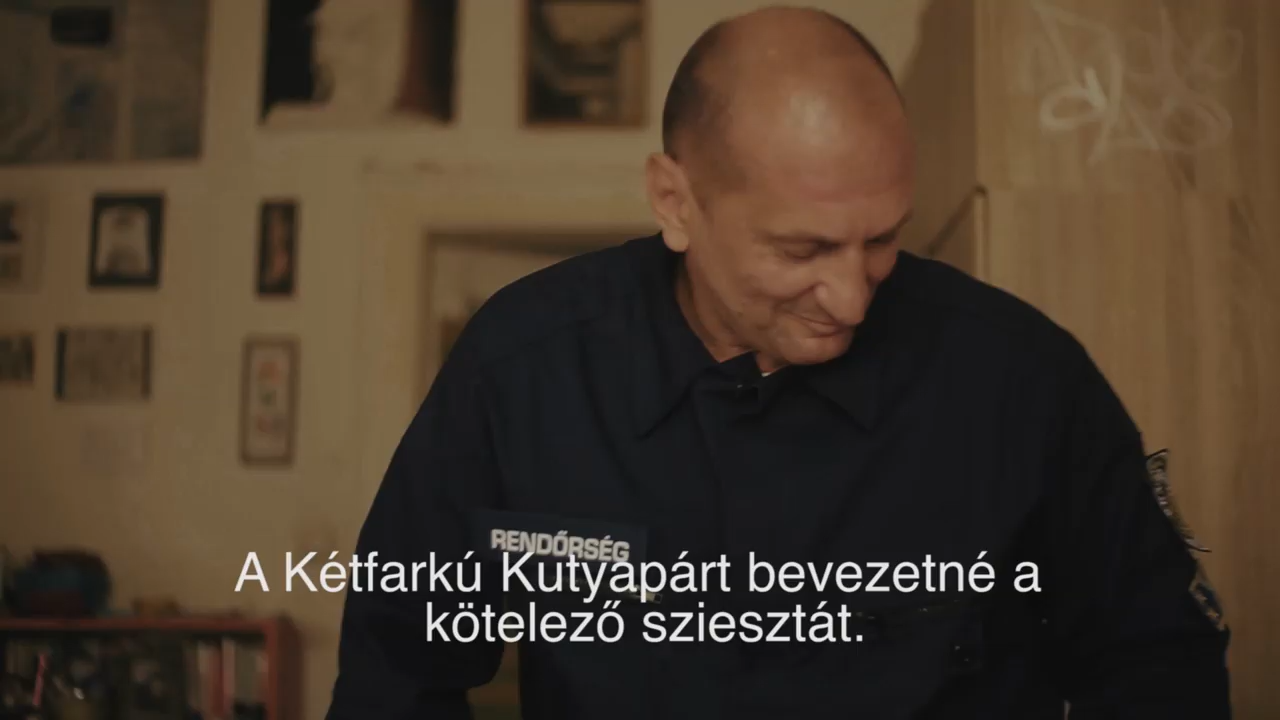 RENDŐRSÉG
A Kétfarkú Kutyapárt bevezetné a
kötelező sziesztát.